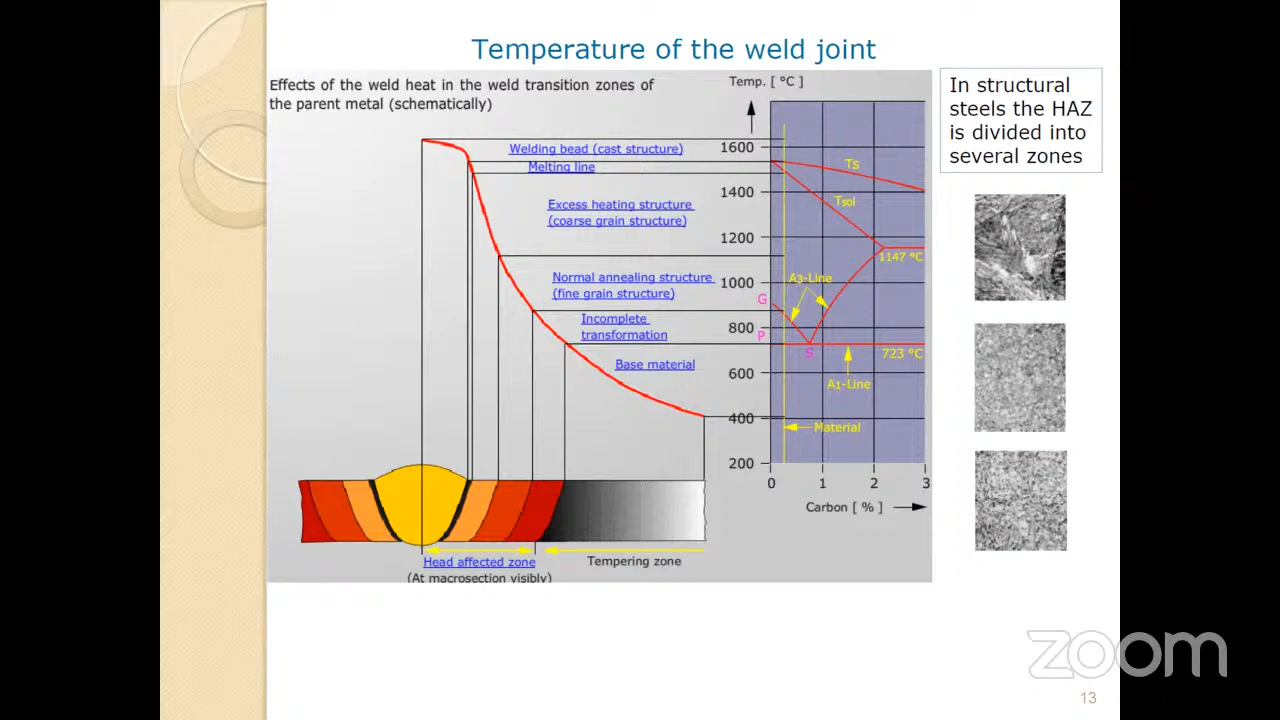 Temperature of the weld joint
Effects of the weld heat in the weld transition zones of
the parent metal (schematically)
Temp. [ °C ]
In structural
steels the HAZ
is divided into
several zones
Welding bead (cast structure)
Melting line
Excess heating structure
(coarse grain structure)
Normal annealing structure
(fine grain structure)
Incomplete
transformation
Base material
1600
1400
1200
1000
800
600
400
200
G
P
S
Ts
Tsol
1147 °C
A3-Line
723 °C
A1-Line
Material
0 1 2 3
Carbon [ % ]
Head affected zone
(At macrosection visibly)
Tempering zone
zoom
13